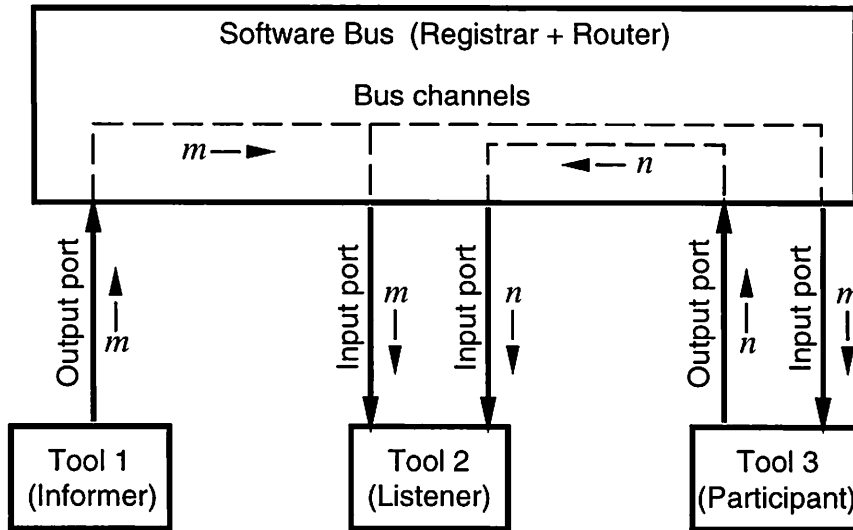 Software Bus (Registrar + Router)
Bus channels
m
n
Output port
m
Input port
m
Input port
n
Output port
n
Input port
m
Tool 1
(Informer)
Tool 2
(Listener)
Tool 3
(Participant)